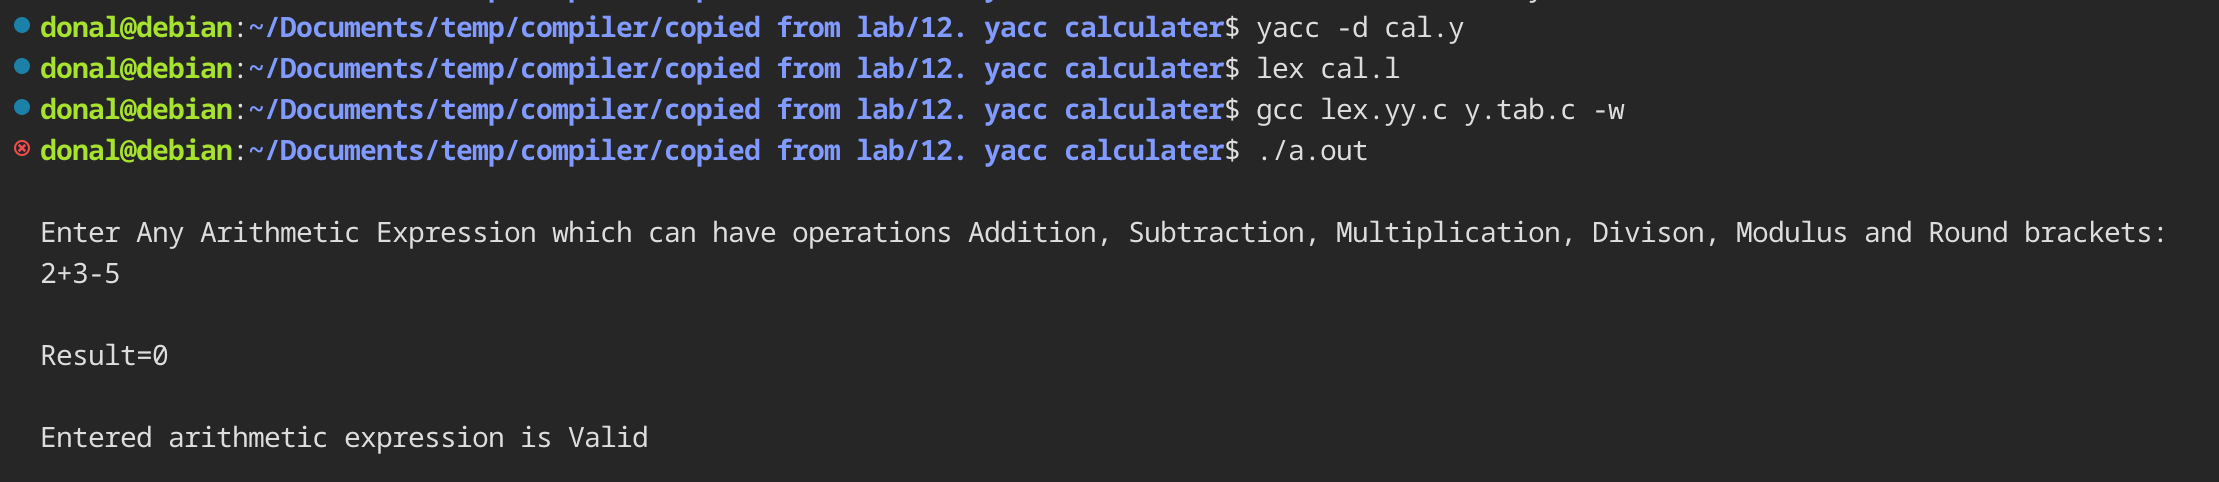 donal@debian:~/Documents/temp/compiler/copied from lab/12. yacc calculater$ yacc -d cal.y
donal@debian:~/Documents/temp/compiler/copied from lab/12. yacc calculater$ lex cal.l
donal@debian:~/Documents/temp/compiler/copied from lab/12. yacc calculater$ gcc lex.yy.c y.tab.c -w
donal@debian:~/Documents/temp/compiler/copied from lab/12. yacc calculater$ ./a.out
Enter Any Arithmetic Expression which can have operations Addition, Subtraction, Multiplication, Divison, Modulus and Round brackets:
2+3-5
Result=0
Entered arithmetic expression is Valid